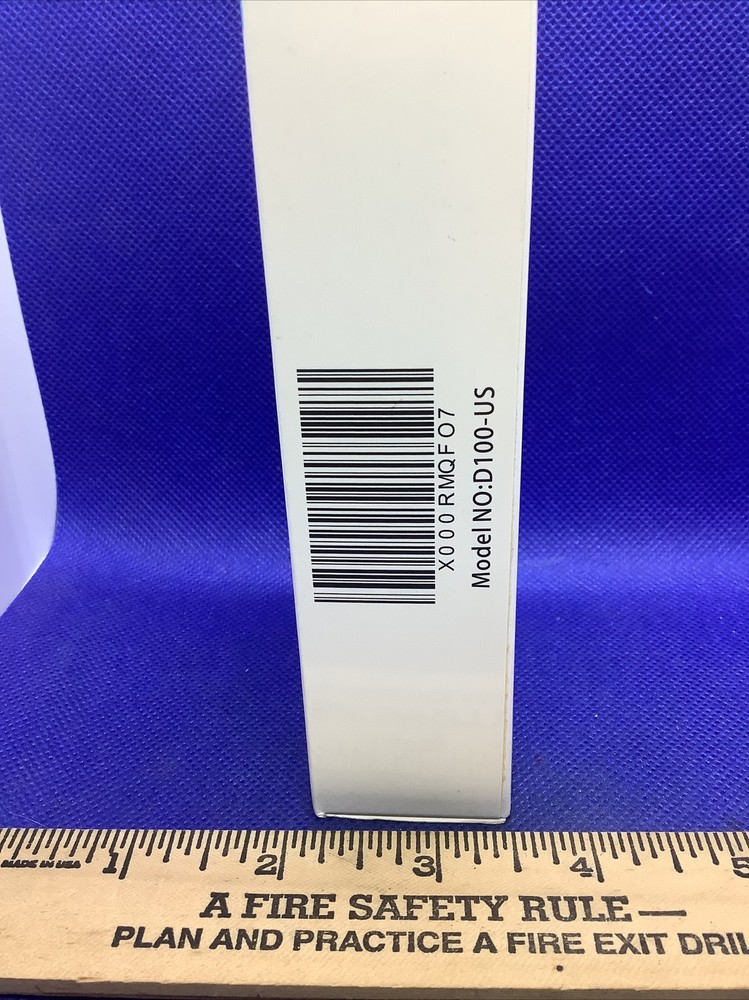 X000RMQFO7
Model NO:D100-US
MADE IN USA 1 2 3 4 5
A FIRE SAFETY RULE—
PLAN AND PRACTICE A FIRE EXIT DRIL